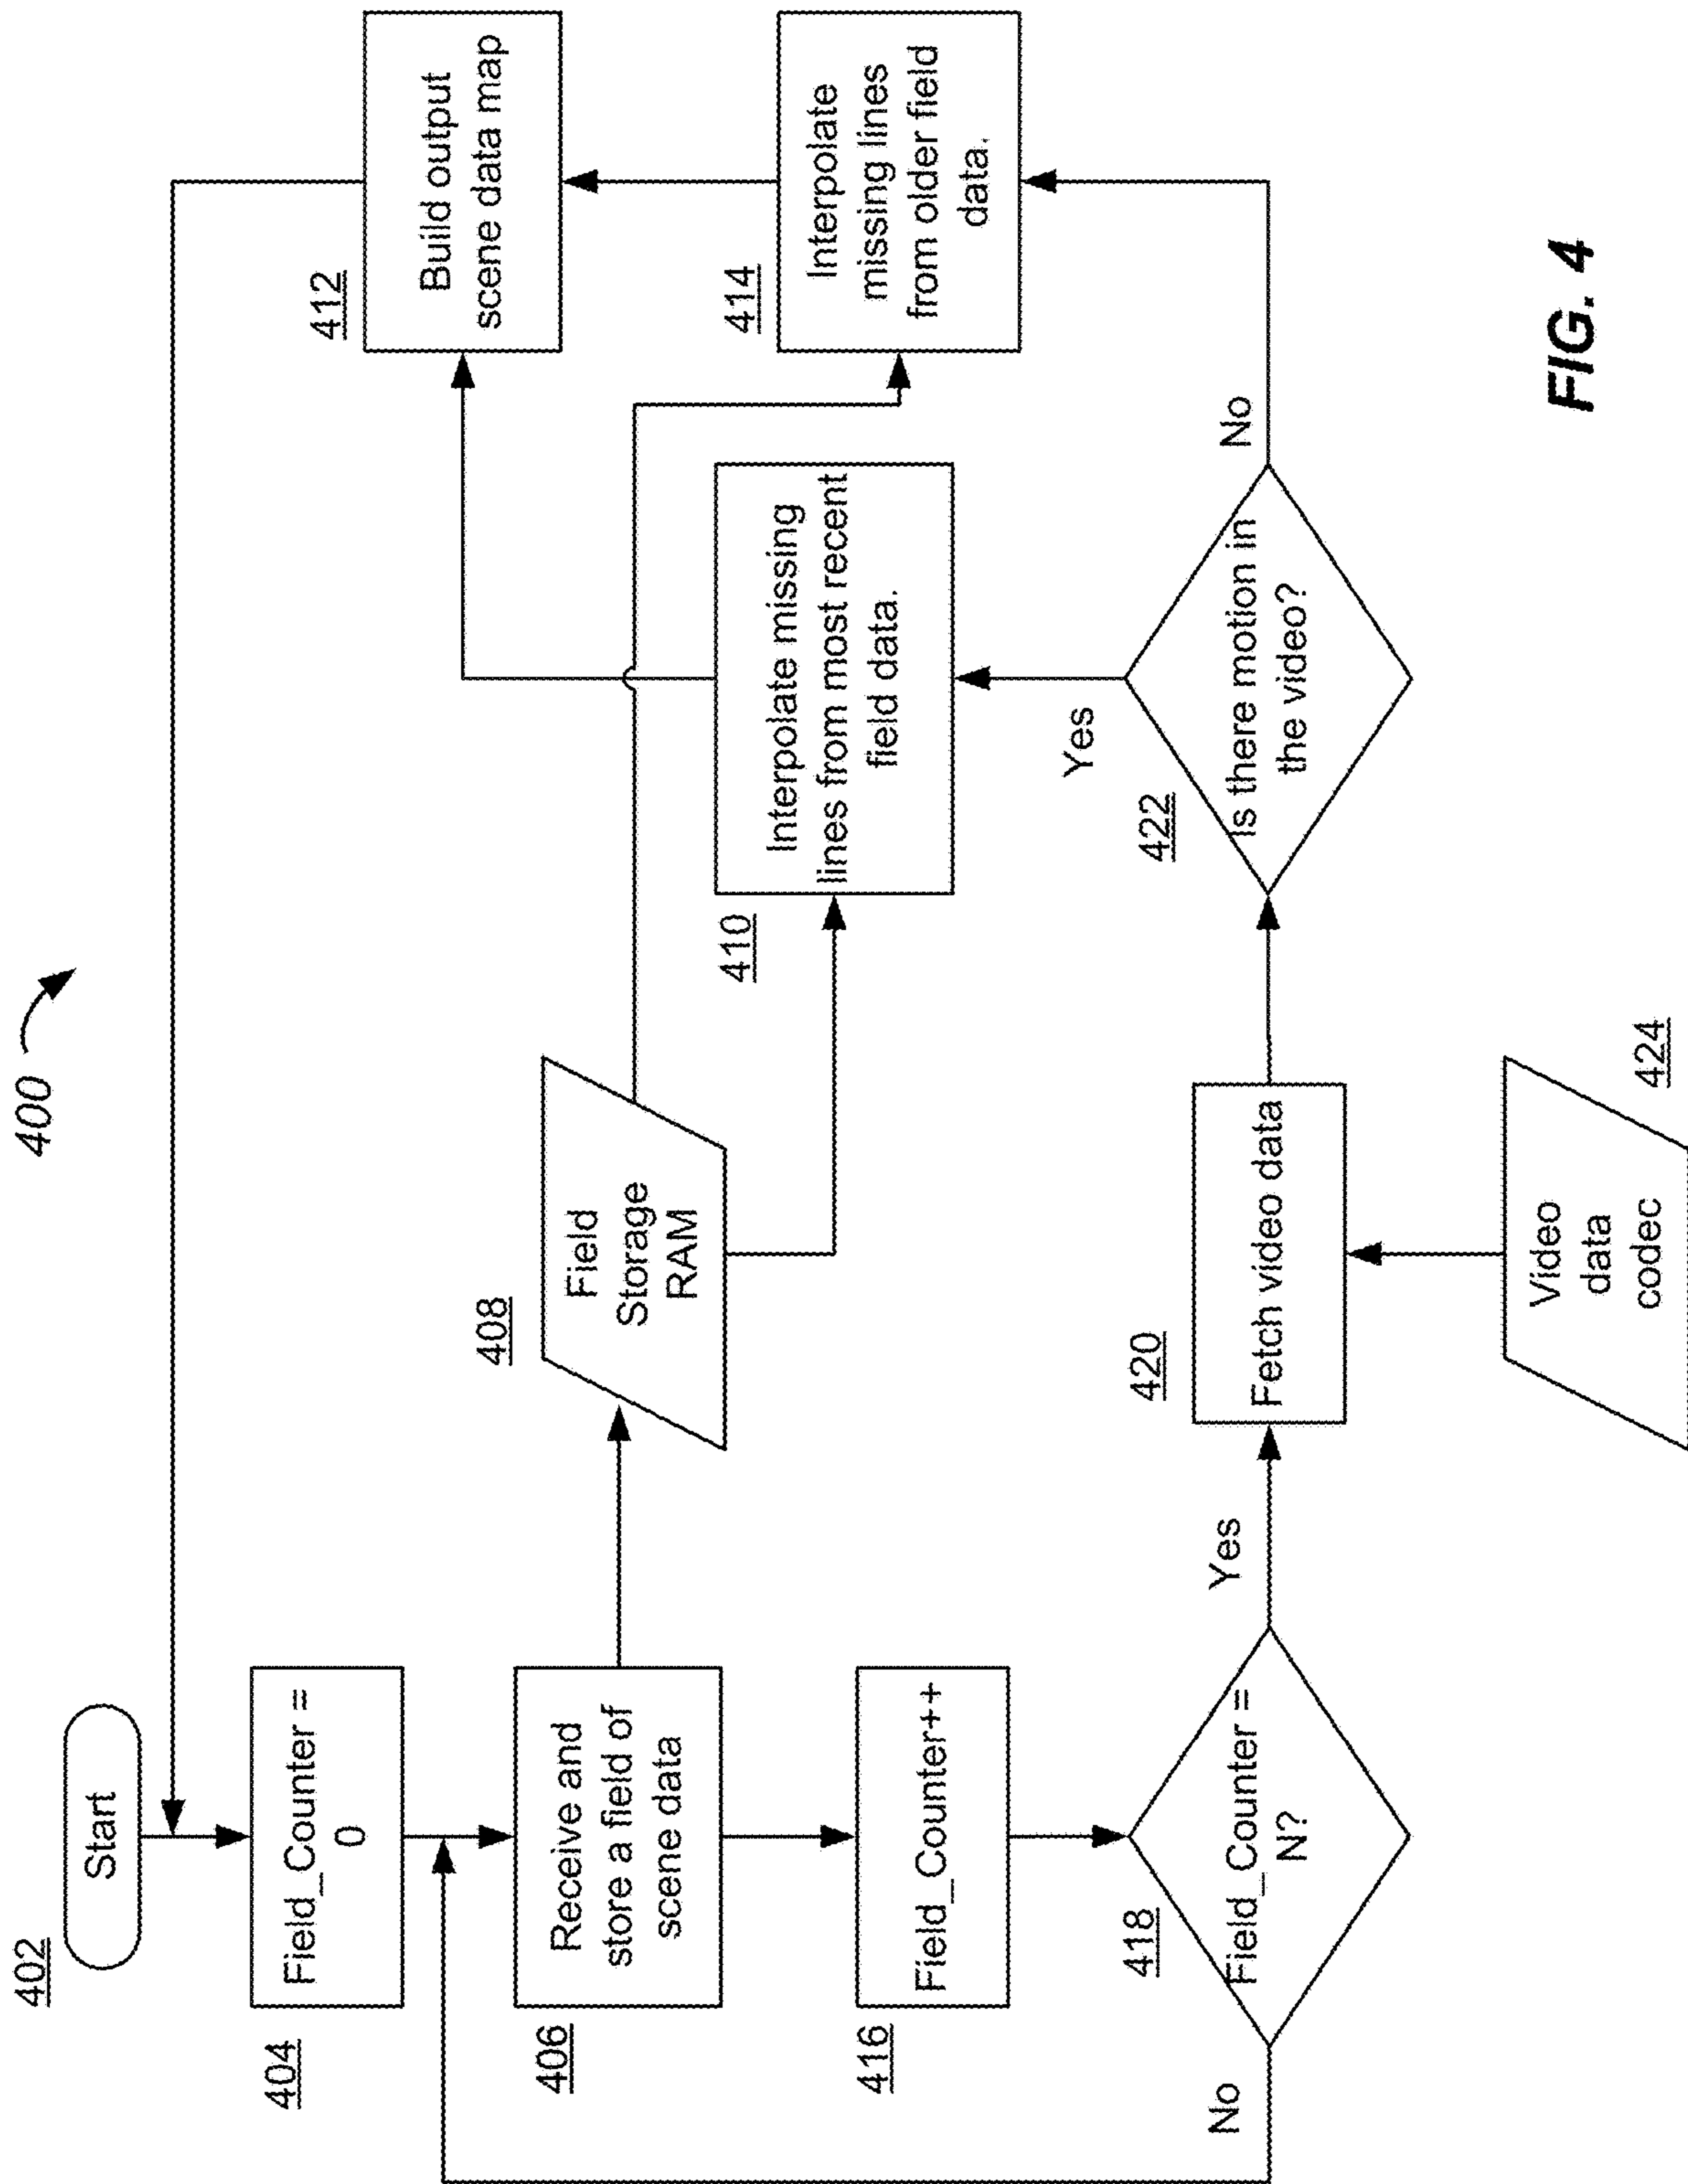 400
402
Start
404
Field_Counter =
0
406
Receive and
store a field of
scene data
408
Field
Storage
RAM
410
Interpolate missing
lines from most recent
field data.
412
Build output
scene data map
414
Interpolate
missing lines
from older field
data.
416
Field_Counter++
418
Field_Counter =
N?
No
Yes
420
Fetch video data
422
Is there motion in
the video?
Yes
No
424
Video
data
codec
FIG. 4